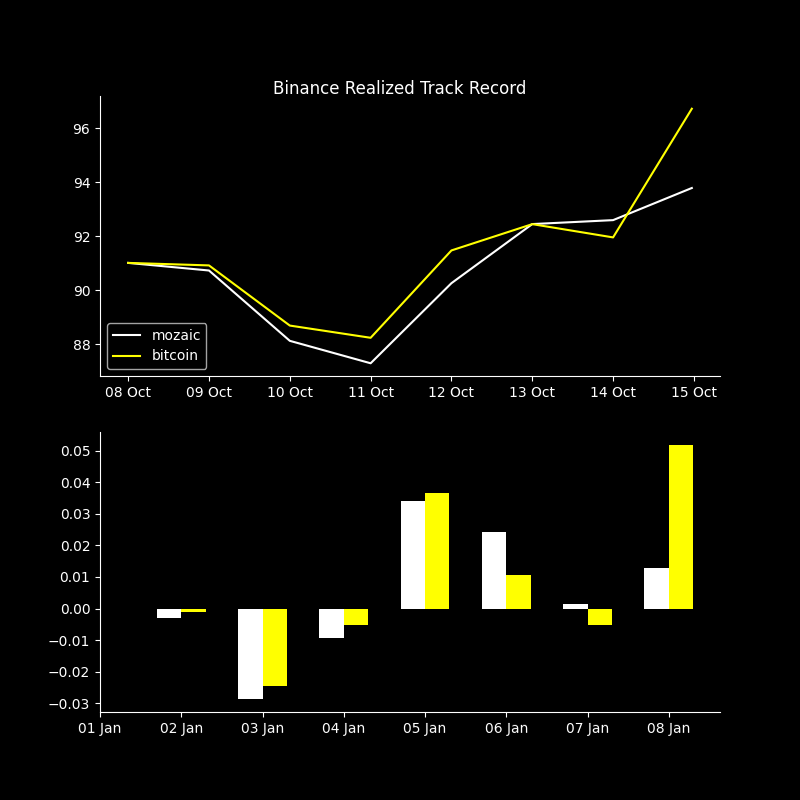 Binance Realized Track Record
96
94
92
90
88
mozaic
bitcoin
08 Oct 09 Oct 10 Oct 11 Oct 12 Oct 13 Oct 14 Oct 15 Oct
0.05
0.04
0.03
0.02
0.01
0.00
−0.01
−0.02
−0.03
01 Jan 02 Jan 03 Jan 04 Jan 05 Jan 06 Jan 07 Jan 08 Jan